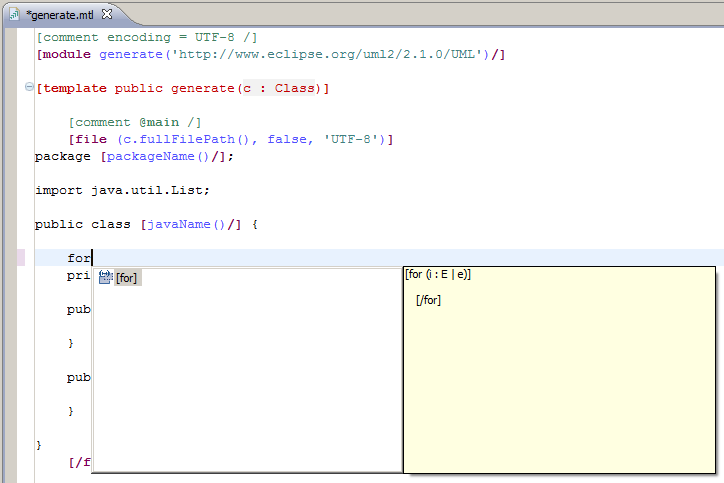 *generate.mtl
[comment encoding = UTF-8 /]
[module generate('http://www.eclipse.org/uml2/2.1.0/UML')/]
[template public generate(c : Class)]
[comment @main /]
[file (c.fullFilePath(), false, 'UTF-8')]
package [packageName()/];
import java.util.List;
public class [javaName()/] {
for
[for]
[for (i : E | e)]
pri
[/for]
pub
}
pub
}
}
[/f